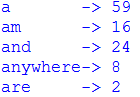 a       -> 59
am      -> 16
and     -> 24
anywhere-> 8
are     -> 2